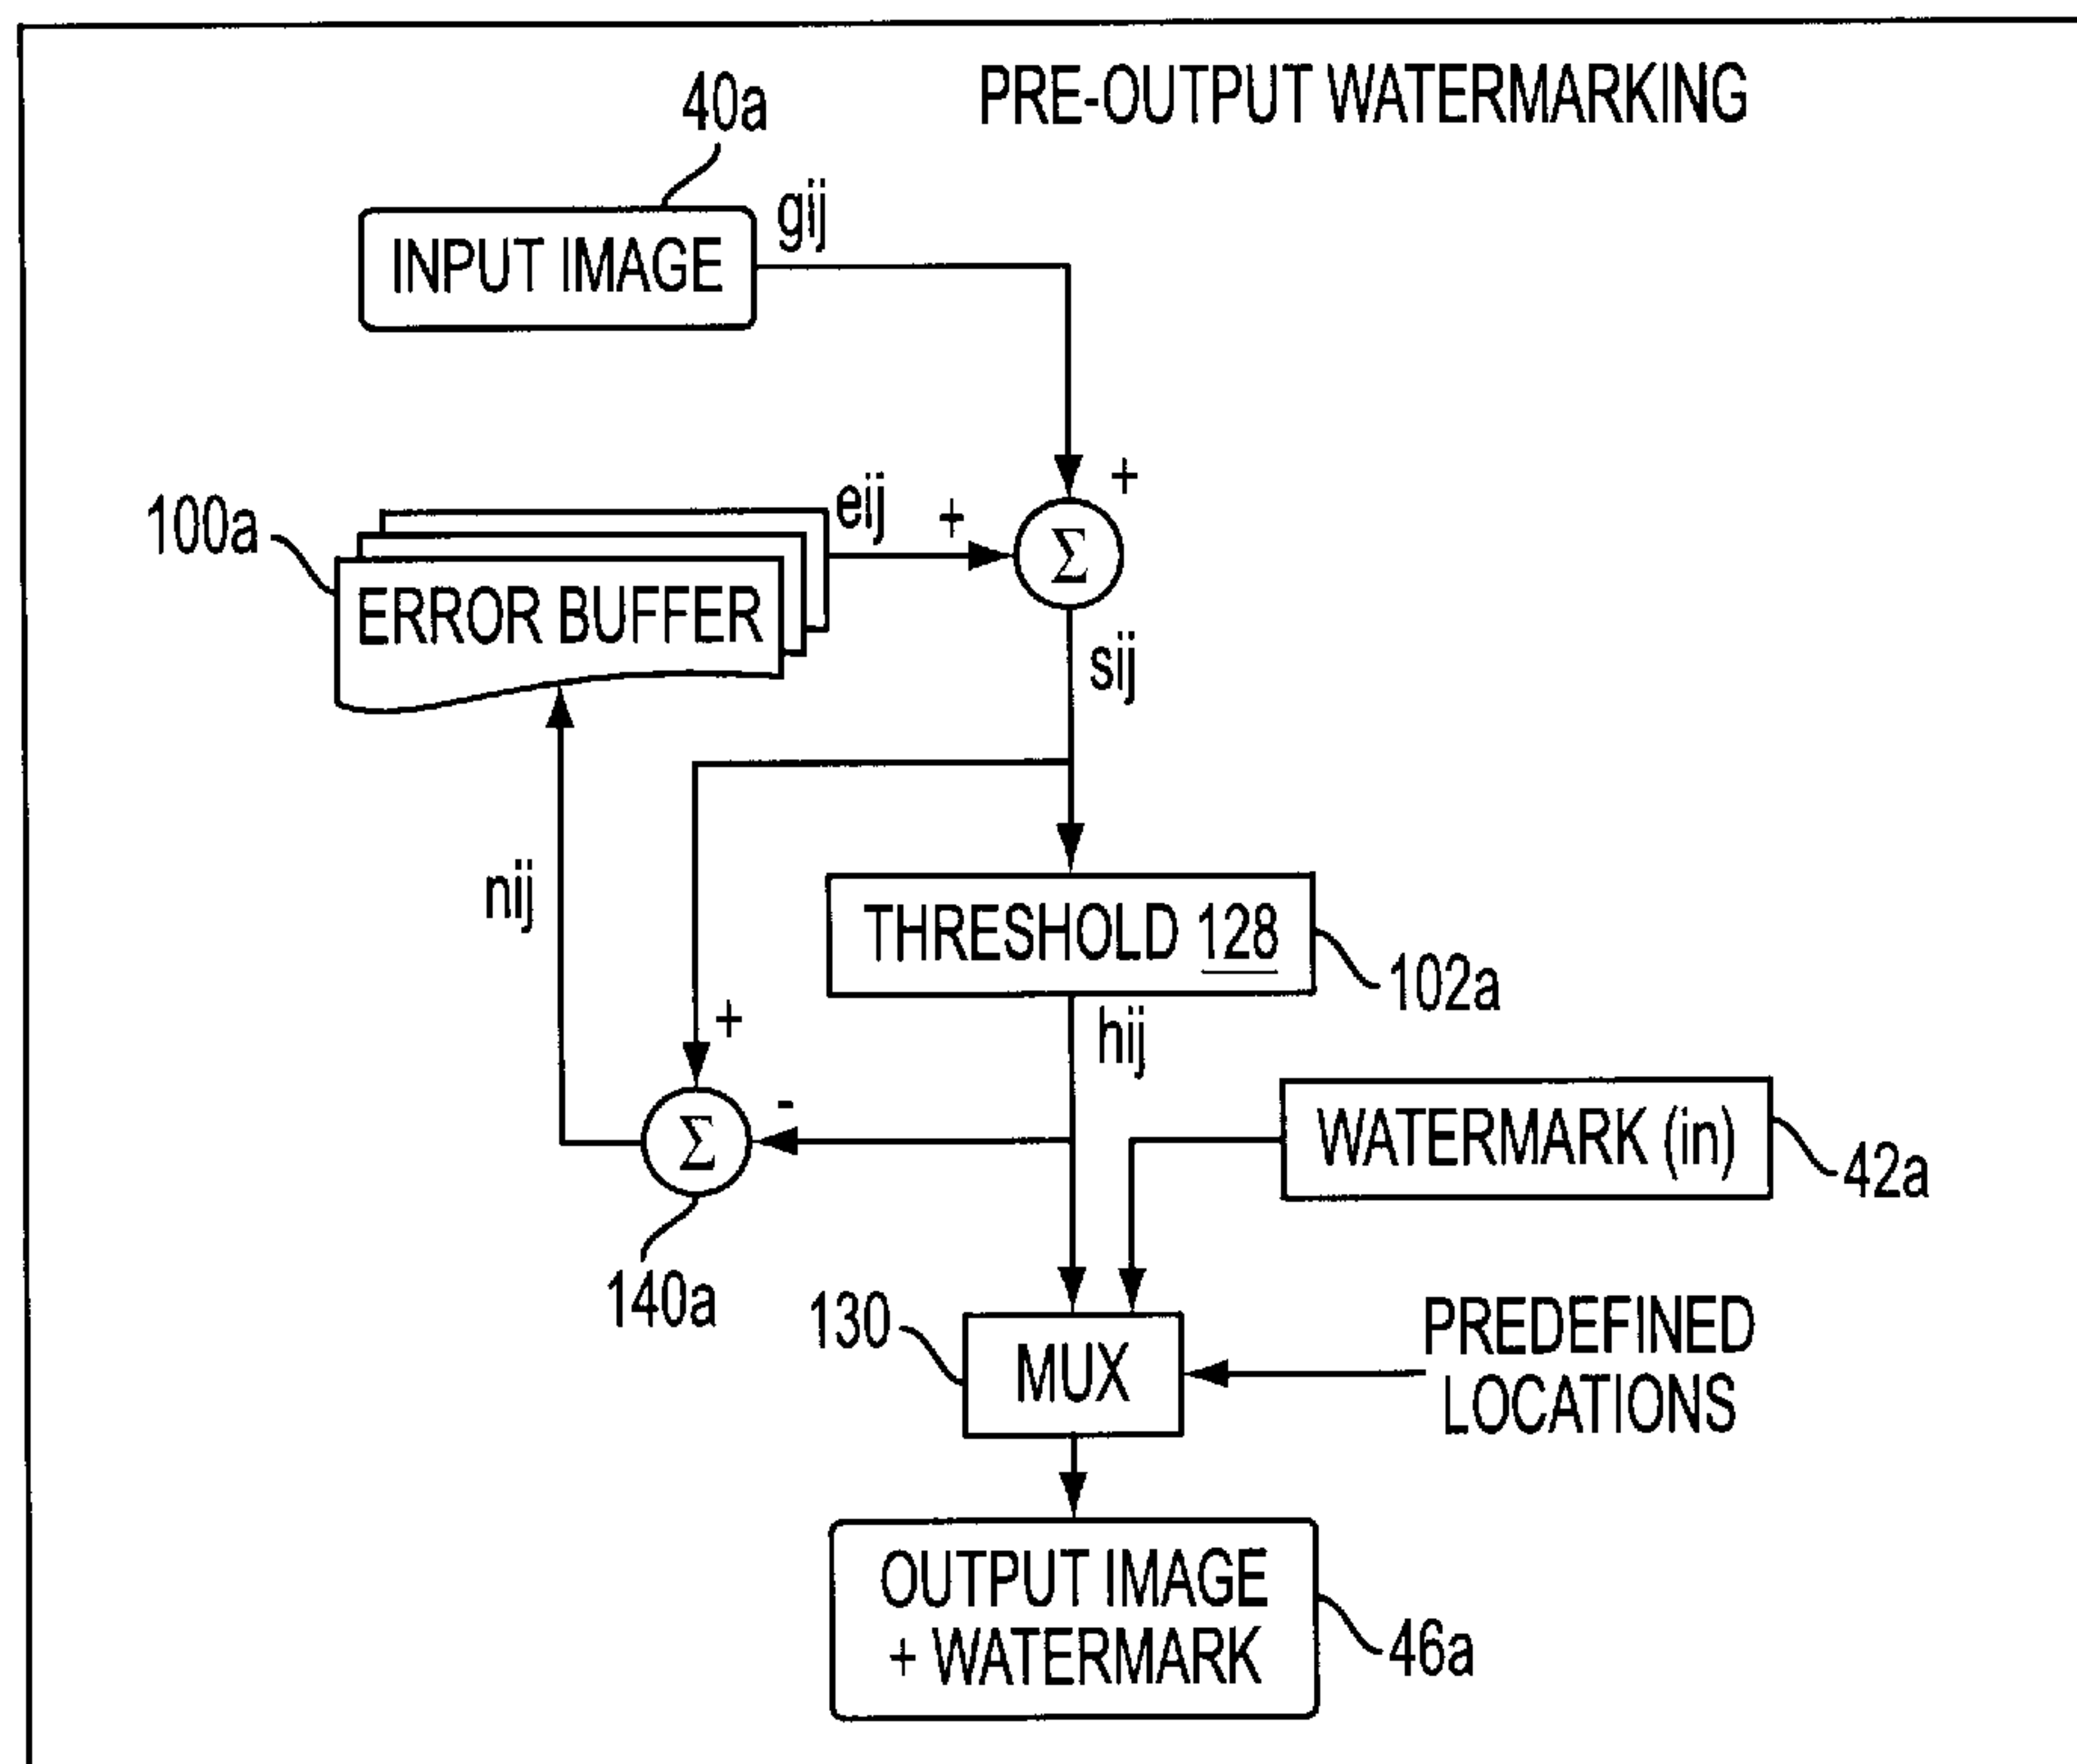 PRE-OUTPUT WATERMARKING
40a
gij
INPUT IMAGE
+
100a
eij
+
Σ
ERROR BUFFER
sij
nij
THRESHOLD 128
102a
+
hij
-
Σ
WATERMARK (in)
42a
140a
130
MUX
PREDEFINED
LOCATIONS
OUTPUT IMAGE
+ WATERMARK
46a